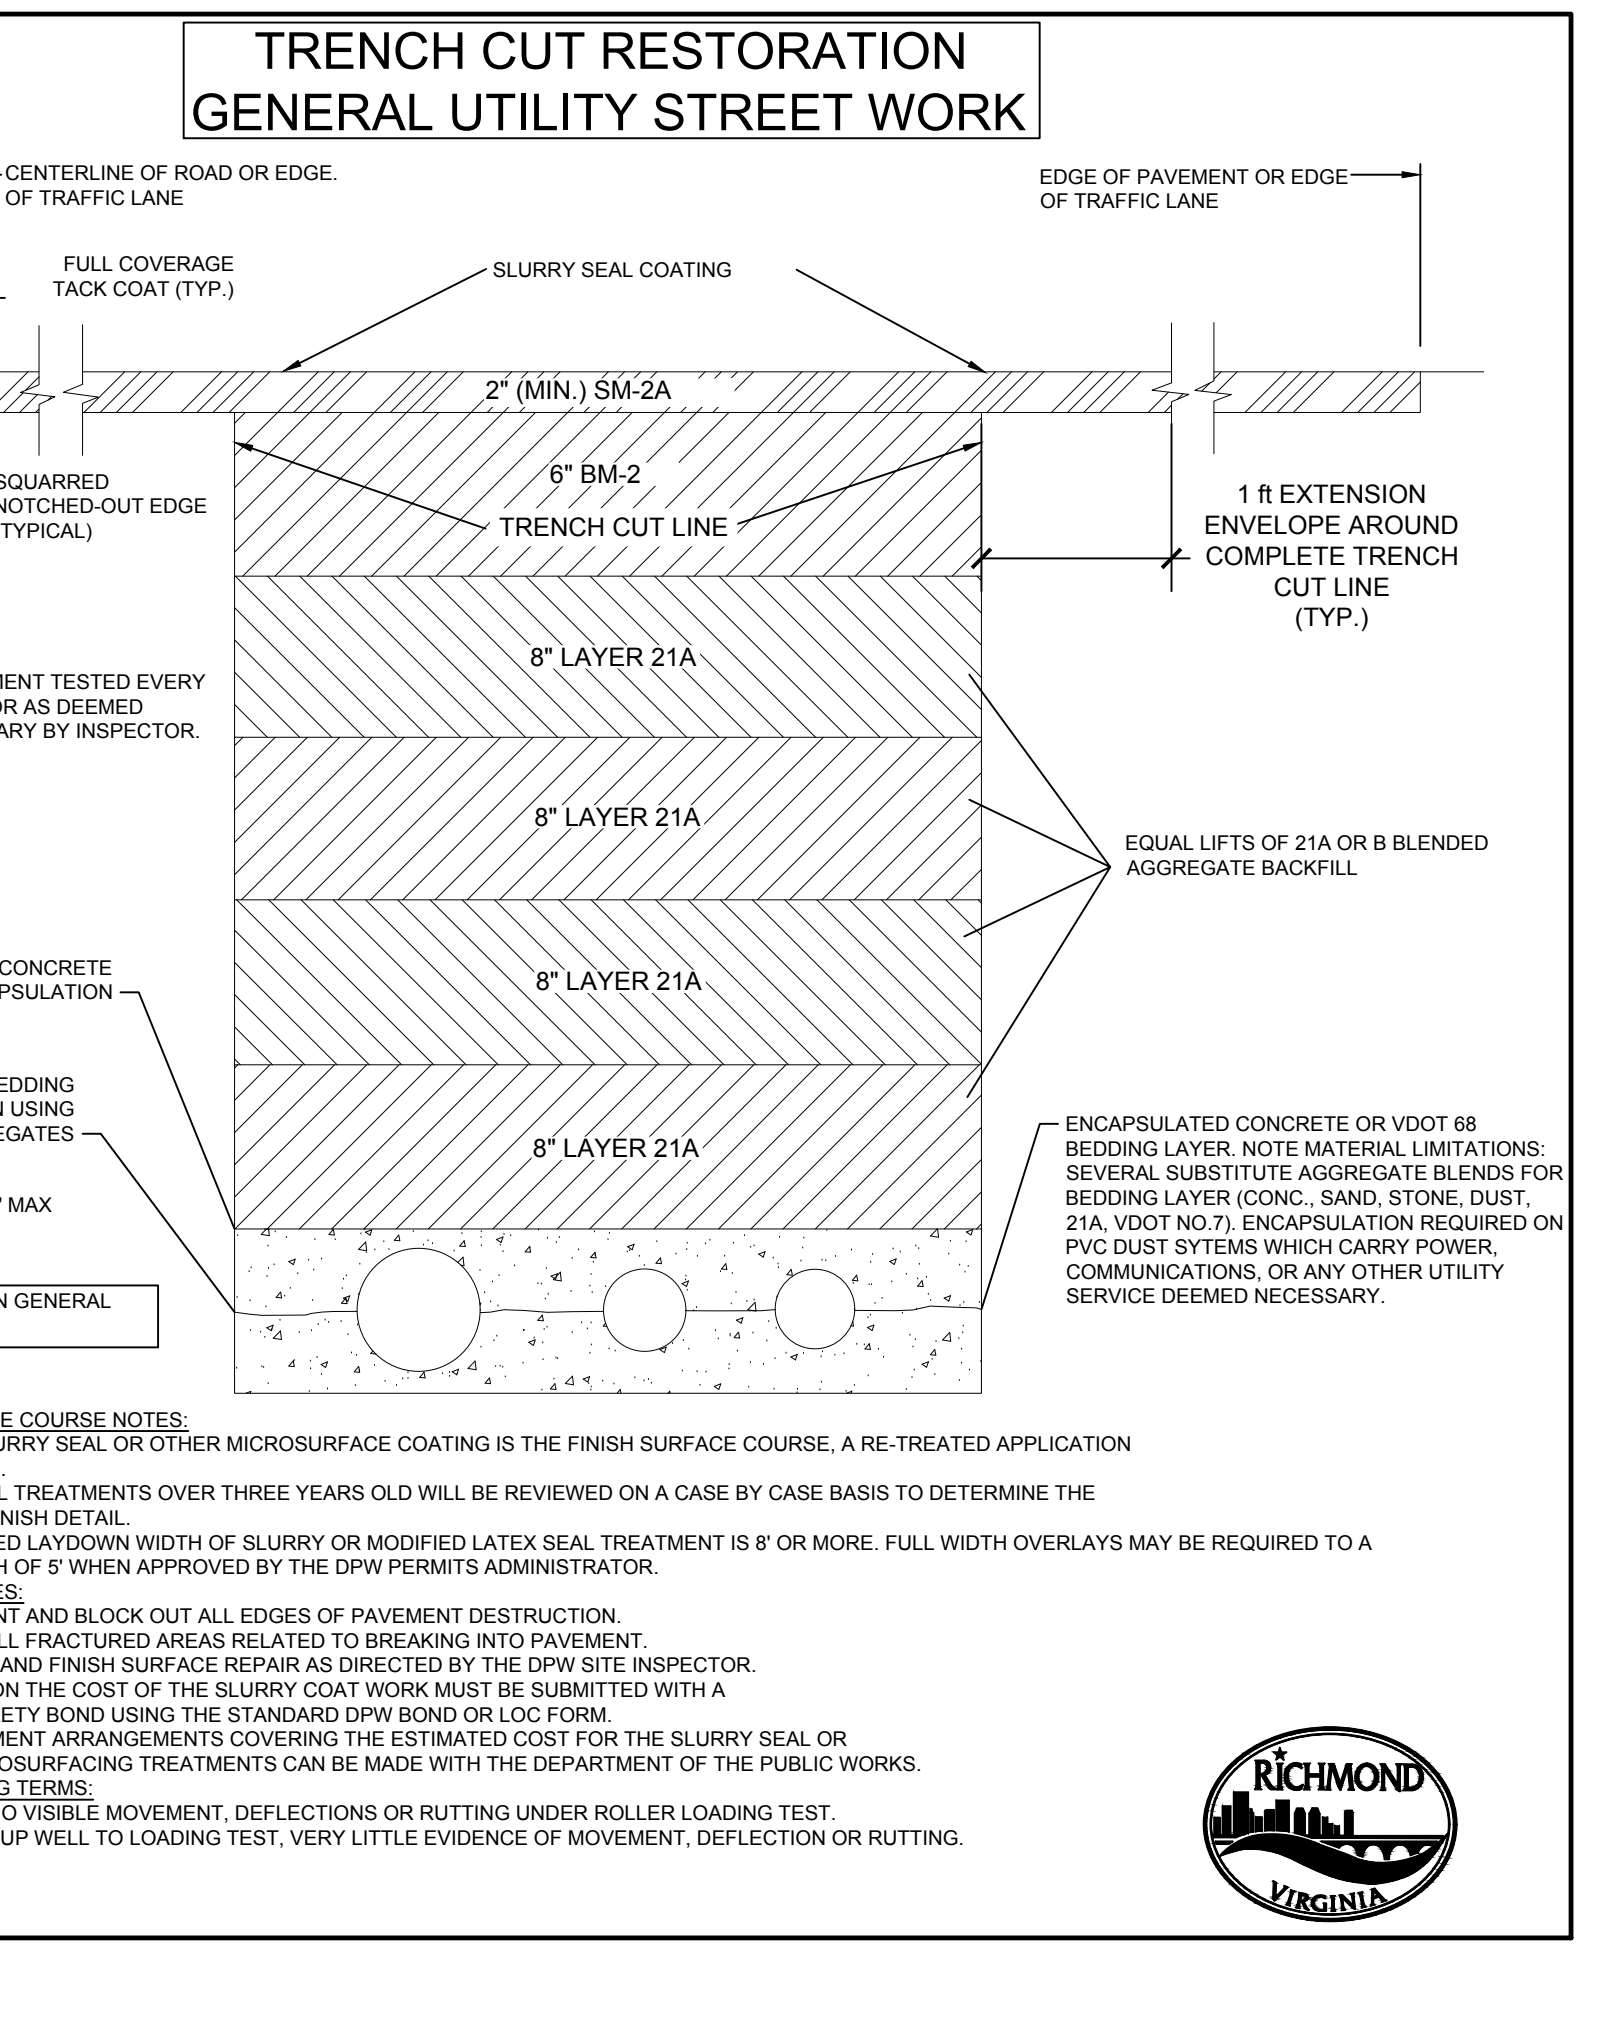 TRENCH CUT RESTORATION
GENERAL UTILITY STREET WORK
CENTERLINE OF ROAD OR EDGE.
OF TRAFFIC LANE
EDGE OF PAVEMENT OR EDGE
OF TRAFFIC LANE
FULL COVERAGE
TACK COAT (TYP.)
SLURRY SEAL COATING
2" (MIN.) SM-2A
6" BM-2
TRENCH CUT LINE
SQUARRED
NOTCHED-OUT EDGE
TYPICAL)
1 ft EXTENSION
ENVELOPE AROUND
COMPLETE TRENCH
CUT LINE
(TYP.)
8" LAYER 21A
MENT TESTED EVERY
OR AS DEEMED
ARY BY INSPECTOR.
8" LAYER 21A
EQUAL LIFTS OF 21A OR B BLENDED
AGGREGATE BACKFILL
8" LAYER 21A
CONCRETE
PSULATION
8" LAYER 21A
EDDING
N USING
EGATES
" MAX
ENCAPSULATED CONCRETE OR VDOT 68
BEDDING LAYER. NOTE MATERIAL LIMITATIONS:
SEVERAL SUBSTITUTE AGGREGATE BLENDS FOR
BEDDING LAYER (CONC., SAND, STONE, DUST,
21A, VDOT NO.7). ENCAPSULATION REQUIRED ON
PVC DUST SYTEMS WHICH CARRY POWER,
COMMUNICATIONS, OR ANY OTHER UTILITY
SERVICE DEEMED NECESSARY.
N GENERAL
E COURSE NOTES:
URRY SEAL OR OTHER MICROSURFACE COATING IS THE FINISH SURFACE COURSE, A RE-TREATED APPLICATION
.
L TREATMENTS OVER THREE YEARS OLD WILL BE REVIEWED ON A CASE BY CASE BASIS TO DETERMINE THE
NISH DETAIL.
ED LAYDOWN WIDTH OF SLURRY OR MODIFIED LATEX SEAL TREATMENT IS 8' OR MORE. FULL WIDTH OVERLAYS MAY BE REQUIRED TO A
H OF 5' WHEN APPROVED BY THE DPW PERMITS ADMINISTRATOR.
ES:
NT AND BLOCK OUT ALL EDGES OF PAVEMENT DESTRUCTION.
LL FRACTURED AREAS RELATED TO BREAKING INTO PAVEMENT.
AND FINISH SURFACE REPAIR AS DIRECTED BY THE DPW SITE INSPECTOR.
ON THE COST OF THE SLURRY COAT WORK MUST BE SUBMITTED WITH A
RETY BOND USING THE STANDARD DPW BOND OR LOC FORM.
MENT ARRANGEMENTS COVERING THE ESTIMATED COST FOR THE SLURRY SEAL OR
OSURFACING TREATMENTS CAN BE MADE WITH THE DEPARTMENT OF THE PUBLIC WORKS.
G TERMS:
O VISIBLE MOVEMENT, DEFLECTIONS OR RUTTING UNDER ROLLER LOADING TEST.
UP WELL TO LOADING TEST, VERY LITTLE EVIDENCE OF MOVEMENT, DEFLECTION OR RUTTING.
RICHMOND
VIRGINIA